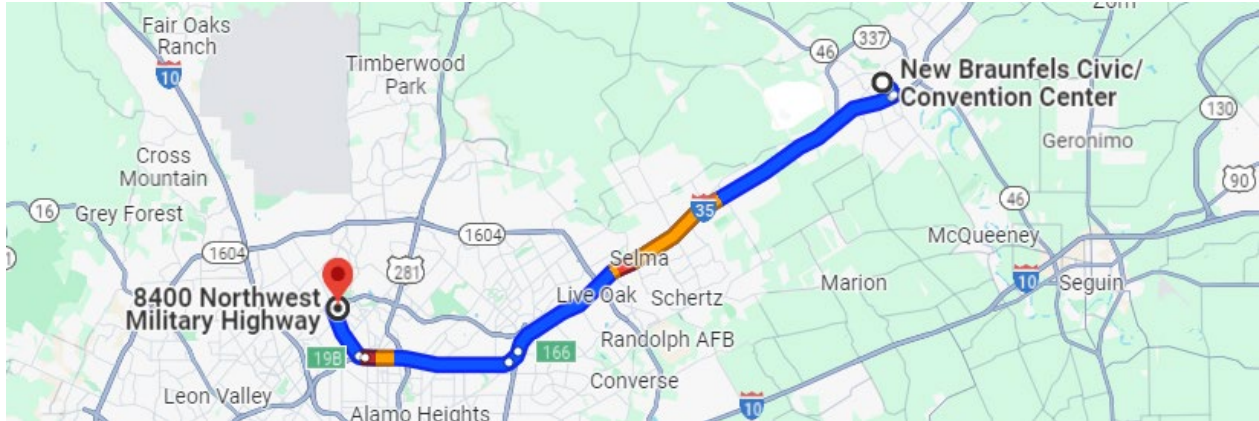 Zorn
Fair Oaks
Ranch
10
Timberwood
Park
46
337
New Braunfels Civic/
Convention Center
130
Geronimo
Cross
Mountain
90
16
Grey Forest
1604
1604
35
46
McQueeney
281
Selma
8400 Northwest
Military Highway
Live Oak
Schertz
Marion
10
Seguin
19B
166
Randolph AFB
Leon Valley
Converse
Alamo Heights
10